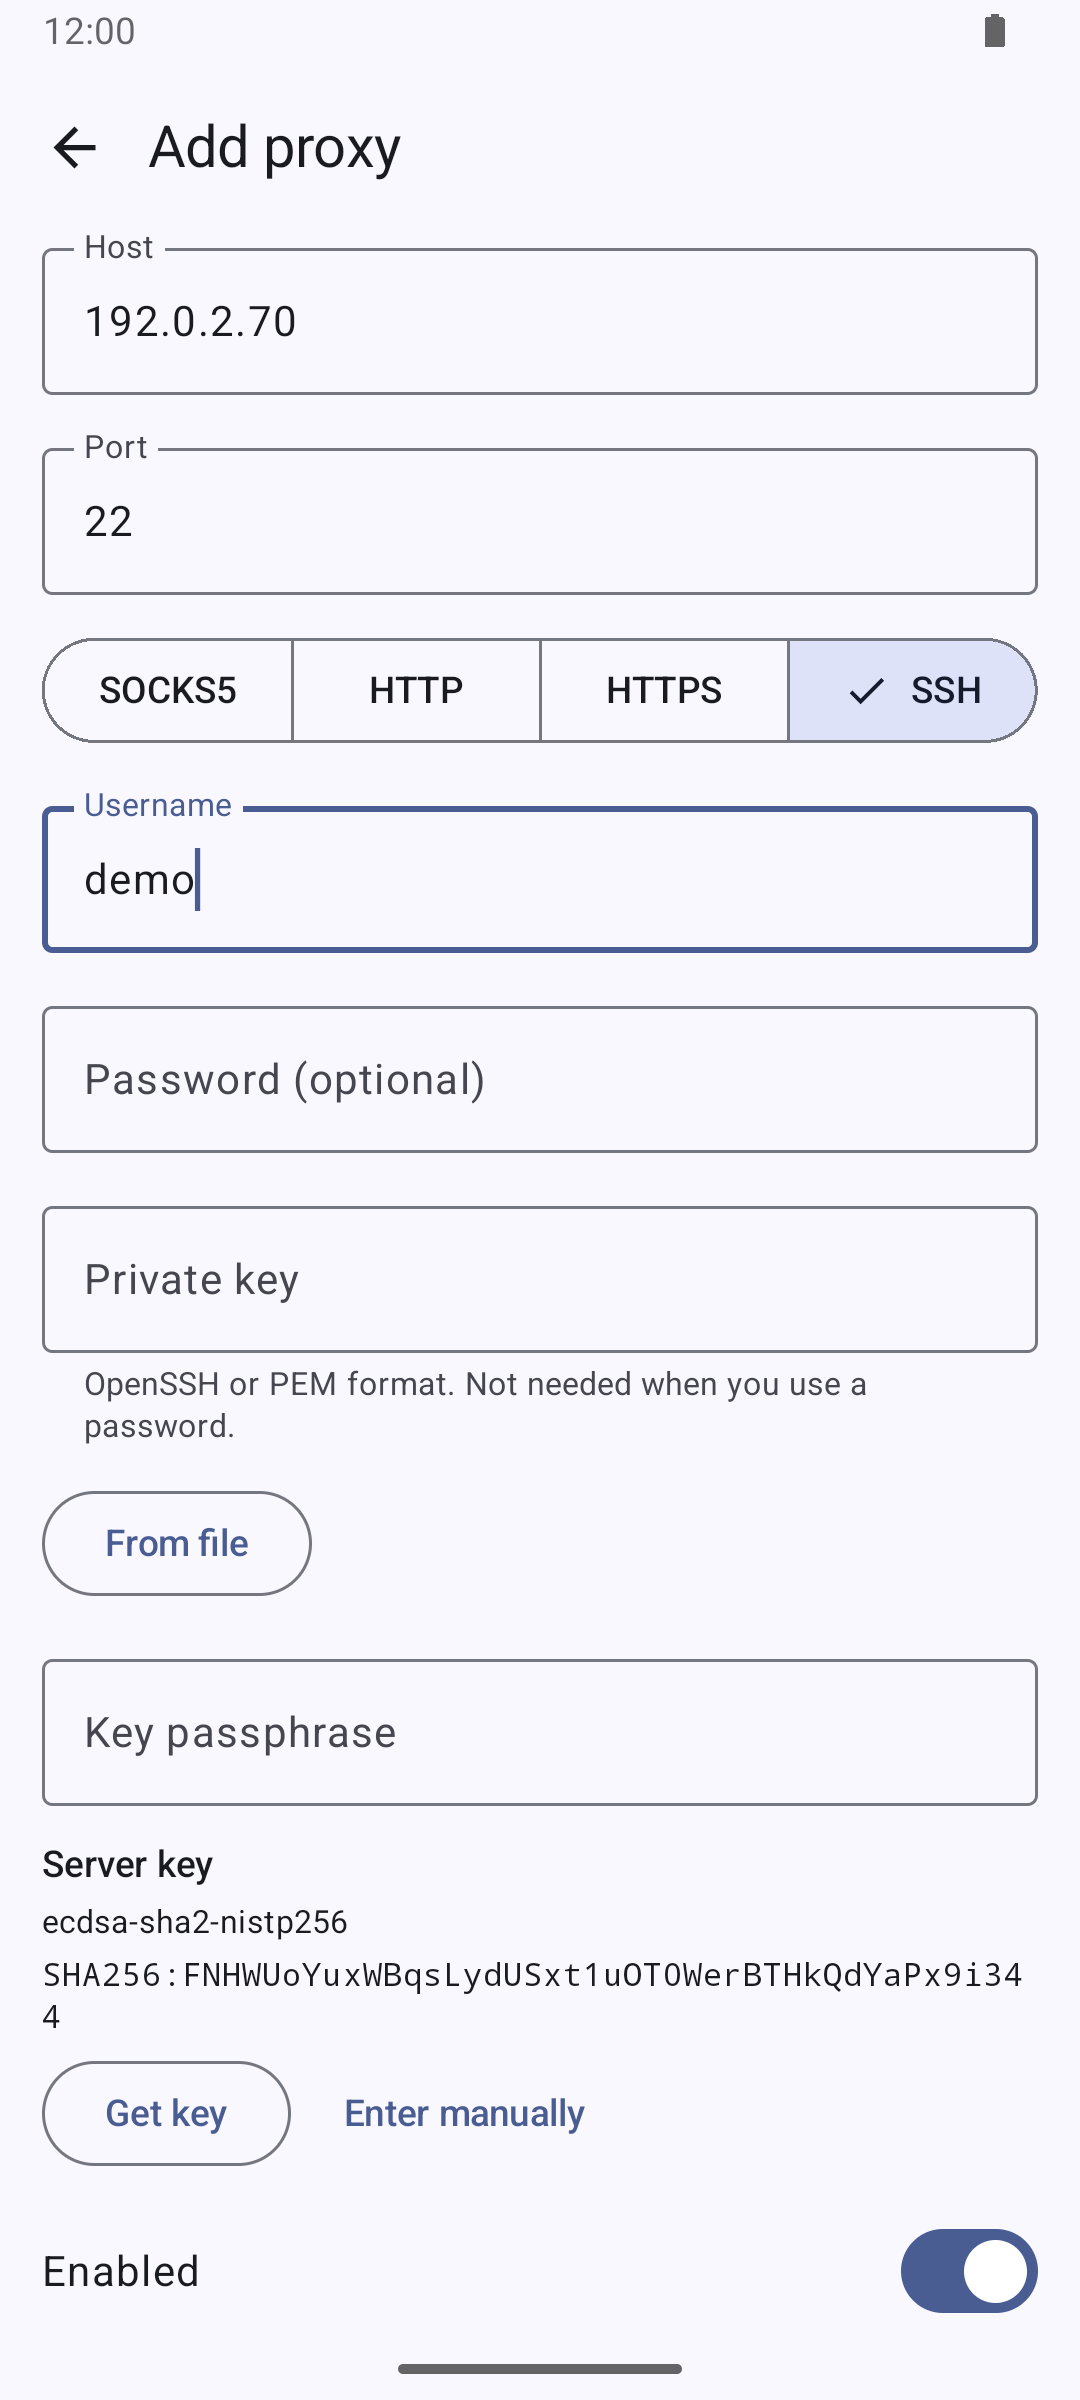 12:00
Add proxy
Host
192.0.2.70
Port
22
SOCKS5 HTTP HTTPS SSH
Username
demo
Password (optional)
Private key
OpenSSH or PEM format. Not needed when you use a
password.
From file
Key passphrase
Server key
ecdsa-sha2-nistp256
SHA256:FNHWUoYuxWBqsLydUSxt1uOT0WerBTHkQdYaPx9i34
4
Get key Enter manually
Enabled